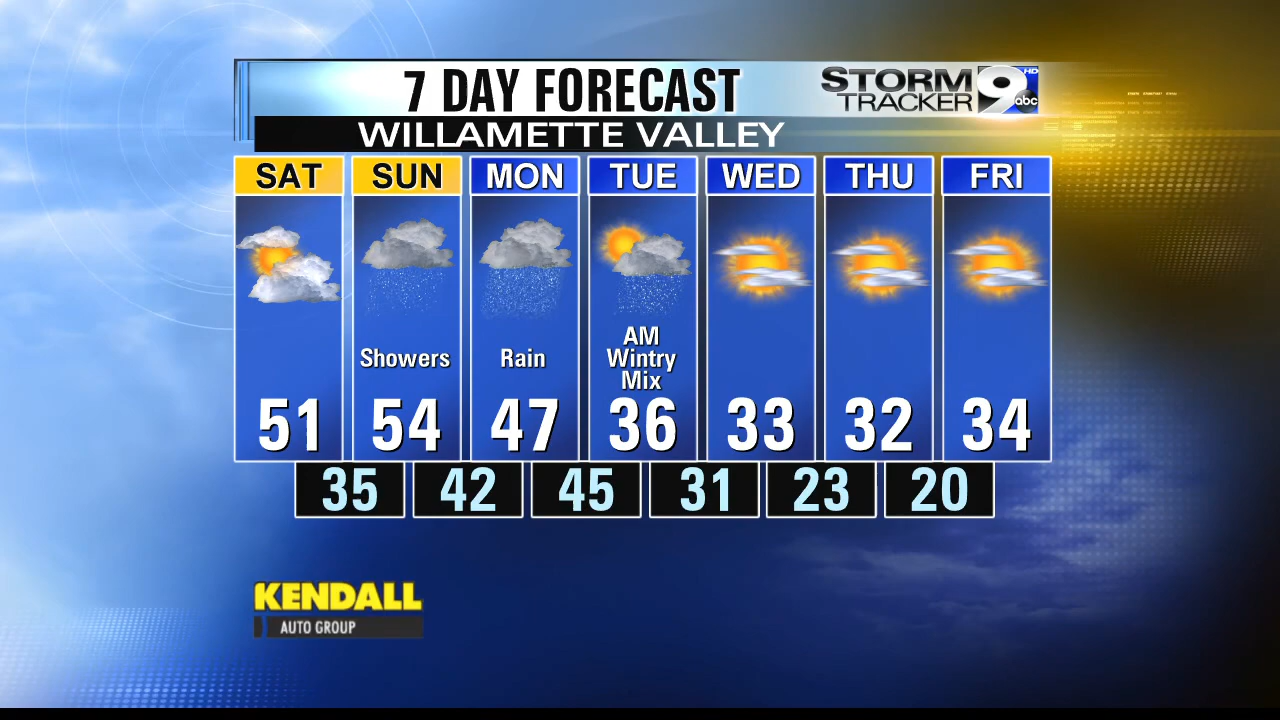 7 DAY FORECAST
STORM
TRACKER
9
HD
abc
WILLAMETTE VALLEY
SAT SUN MON TUE WED THU FRI
Showers Rain AM
Wintry
Mix
51 54 47 36 33 32 34
35 42 45 31 23 20
KENDALL
AUTO GROUP